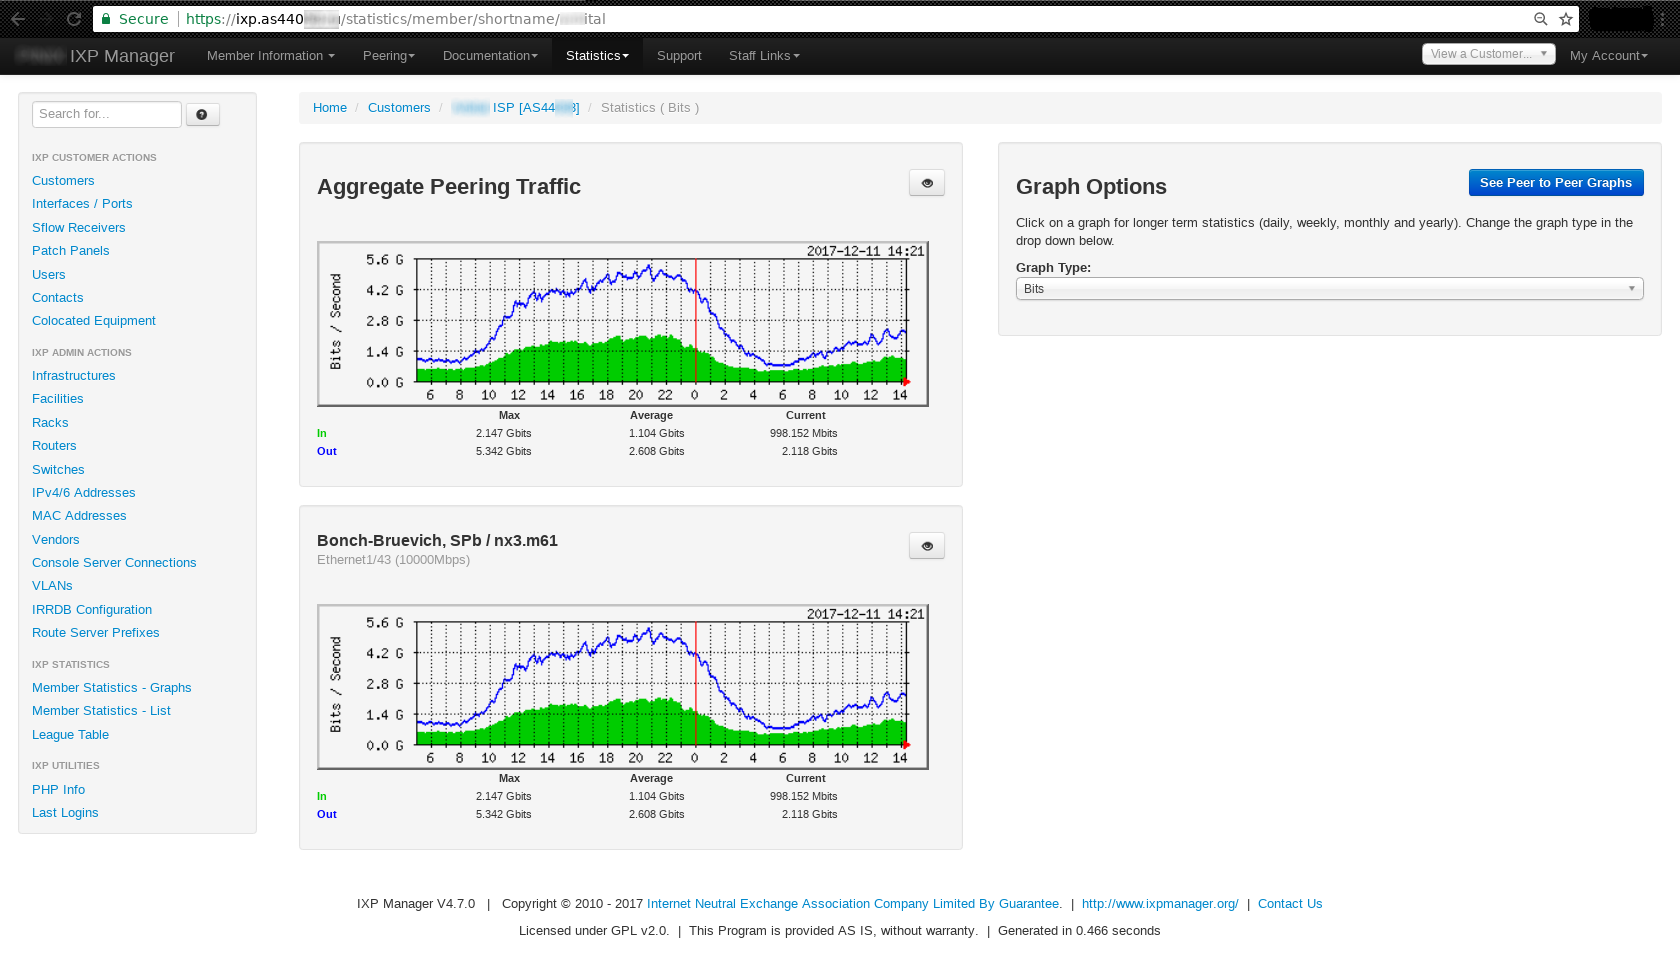 Secure
https://ixp.as440 /statistics/member/shortname/ ital
IXP Manager
Member Information
Peering
Documentation
Statistics
Support
Staff Links
View a Customer...
My Account
Search for...
IXP CUSTOMER ACTIONS
Customers
Interfaces / Ports
Sflow Receivers
Patch Panels
Users
Contacts
Colocated Equipment
IXP ADMIN ACTIONS
Infrastructures
Facilities
Racks
Routers
Switches
IPv4/6 Addresses
MAC Addresses
Vendors
Console Server Connections
VLANs
IRRDB Configuration
Route Server Prefixes
IXP STATISTICS
Member Statistics - Graphs
Member Statistics - List
League Table
IXP UTILITIES
PHP Info
Last Logins
Home / Customers / ISP [AS44 3] / Statistics ( Bits )
Aggregate Peering Traffic
2017-12-11 14:21
Bits / Second
5.6 G
4.2 G
2.8 G
1.4 G
0.0 G
6 8 10 12 14 16 18 20 22 0 2 4 6 8 10 12 14
Max Average Current
In 2.147 Gbits 1.104 Gbits 998.152 Mbits
Out 5.342 Gbits 2.608 Gbits 2.118 Gbits
Bonch-Bruevich, SPb / nx3.m61
Ethernet1/43 (10000Mbps)
2017-12-11 14:21
Bits / Second
5.6 G
4.2 G
2.8 G
1.4 G
0.0 G
6 8 10 12 14 16 18 20 22 0 2 4 6 8 10 12 14
Max Average Current
In 2.147 Gbits 1.104 Gbits 998.152 Mbits
Out 5.342 Gbits 2.608 Gbits 2.118 Gbits
Graph Options
See Peer to Peer Graphs
Click on a graph for longer term statistics (daily, weekly, monthly and yearly). Change the graph type in the
drop down below.
Graph Type:
Bits
IXP Manager V4.7.0 | Copyright © 2010 - 2017 Internet Neutral Exchange Association Company Limited By Guarantee. | http://www.ixpmanager.org/ | Contact Us
Licensed under GPL v2.0. | This Program is provided AS IS, without warranty. | Generated in 0.466 seconds